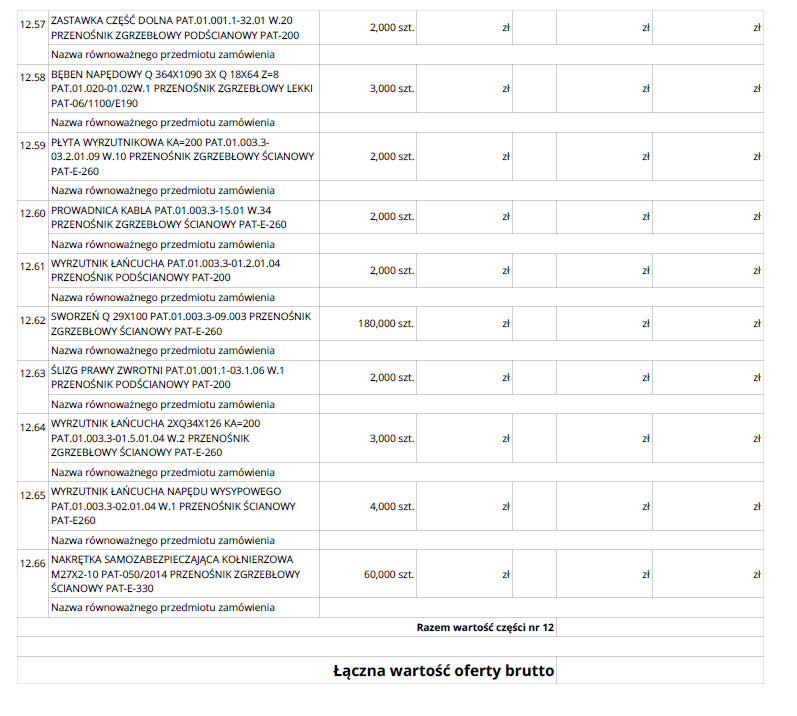 12.57 ZASTAWKA CZĘŚĆ DOLNA PAT.01.001.1-32.01 W.20
PRZENOŚNIK ZGRZEBŁOWY PODŚCIANOWY PAT-200 2,000 szt. zł zł zł
Nazwa równoważnego przedmiotu zamówienia
12.58 BĘBEN NAPĘDOWY Q 364X1090 3X Q 18X64 Z=8
PAT.01.020-01.02W.1 PRZENOŚNIK ZGRZEBŁOWY LEKKI 3,000 szt. zł zł zł
PAT-06/1100/E190
Nazwa równoważnego przedmiotu zamówienia
12.59 PŁYTA WYRZUTNIKOWA KA=200 PAT.01.003.3-
03.2.01.09 W.10 PRZENOŚNIK ZGRZEBŁOWY ŚCIANOWY 2,000 szt. zł zł zł
PAT-E-260
Nazwa równoważnego przedmiotu zamówienia
12.60 PROWADNICA KABLA PAT.01.003.3-15.01 W.34
PRZENOŚNIK ZGRZEBŁOWY ŚCIANOWY PAT-E-260 2,000 szt. zł zł zł
Nazwa równoważnego przedmiotu zamówienia
12.61 WYRZUTNIK ŁAŃCUCHA PAT.01.003.3-01.2.01.04
PRZENOŚNIK PODŚCIANOWY PAT-200 2,000 szt. zł zł zł
Nazwa równoważnego przedmiotu zamówienia
12.62 SWORZEŃ Q 29X100 PAT.01.003.3-09.003 PRZENOŚNIK
ZGRZEBŁOWY ŚCIANOWY PAT-E-260 180,000 szt. zł zł zł
Nazwa równoważnego przedmiotu zamówienia
12.63 ŚLIZG PRAWY ZWROTNI PAT.01.001.1-03.1.06 W.1
PRZENOŚNIK PODŚCIANOWY PAT-200 2,000 szt. zł zł zł
Nazwa równoważnego przedmiotu zamówienia
12.64 WYRZUTNIK ŁAŃCUCHA 2XQ34X126 KA=200
PAT.01.003.3-01.5.01.04 W.2 PRZENOŚNIK 3,000 szt. zł zł zł
ZGRZEBŁOWY ŚCIANOWY PAT-E-260
Nazwa równoważnego przedmiotu zamówienia
12.65 WYRZUTNIK ŁAŃCUCHA NAPĘDU WYSYPOWEGO
PAT.01.003.3-02.01.04 W.1 PRZENOŚNIK ŚCIANOWY 4,000 szt. zł zł zł
PAT-E260
Nazwa równoważnego przedmiotu zamówienia
12.66 NAKRĘTKA SAMOZABEZPIECZAJĄCA KOŁNIERZOWA
M27X2-10 PAT-050/2014 PRZENOŚNIK ZGRZEBŁOWY 60,000 szt. zł zł zł
ŚCIANOWY PAT-E-330
Nazwa równoważnego przedmiotu zamówienia
Razem wartość części nr 12
Łączna wartość oferty brutto